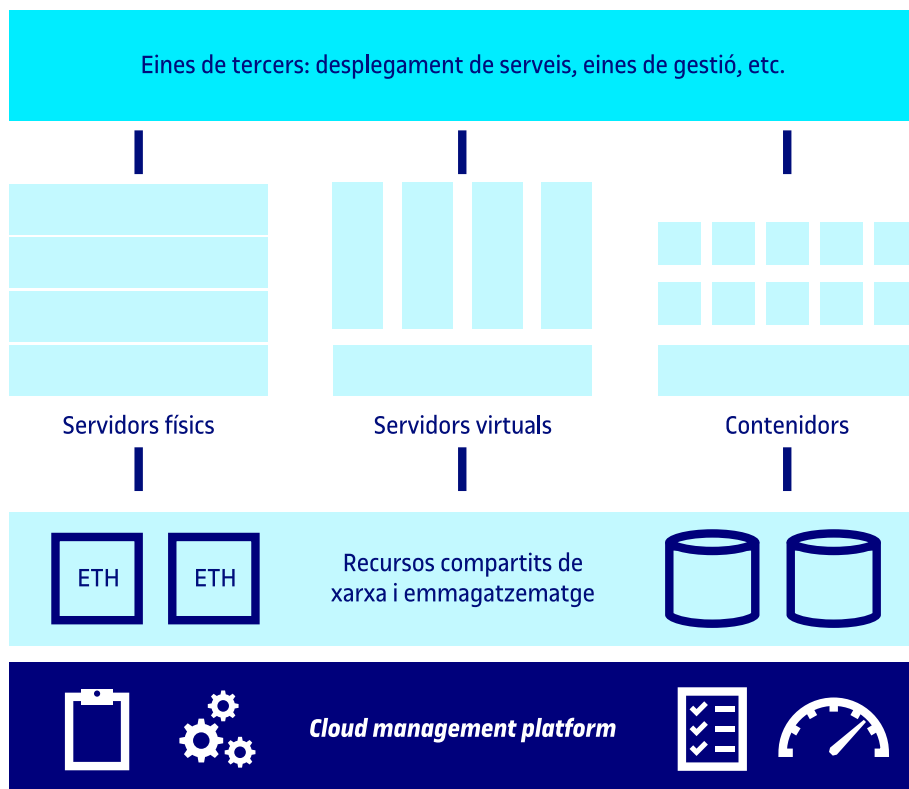 Eines de tercers: desplegament de serveis, eines de gestió, etc.
Servidors físics
Servidors virtuals
Contenidors
ETH
ETH
Recursos compartits de
xarxa i emmagatzematge
Cloud management platform